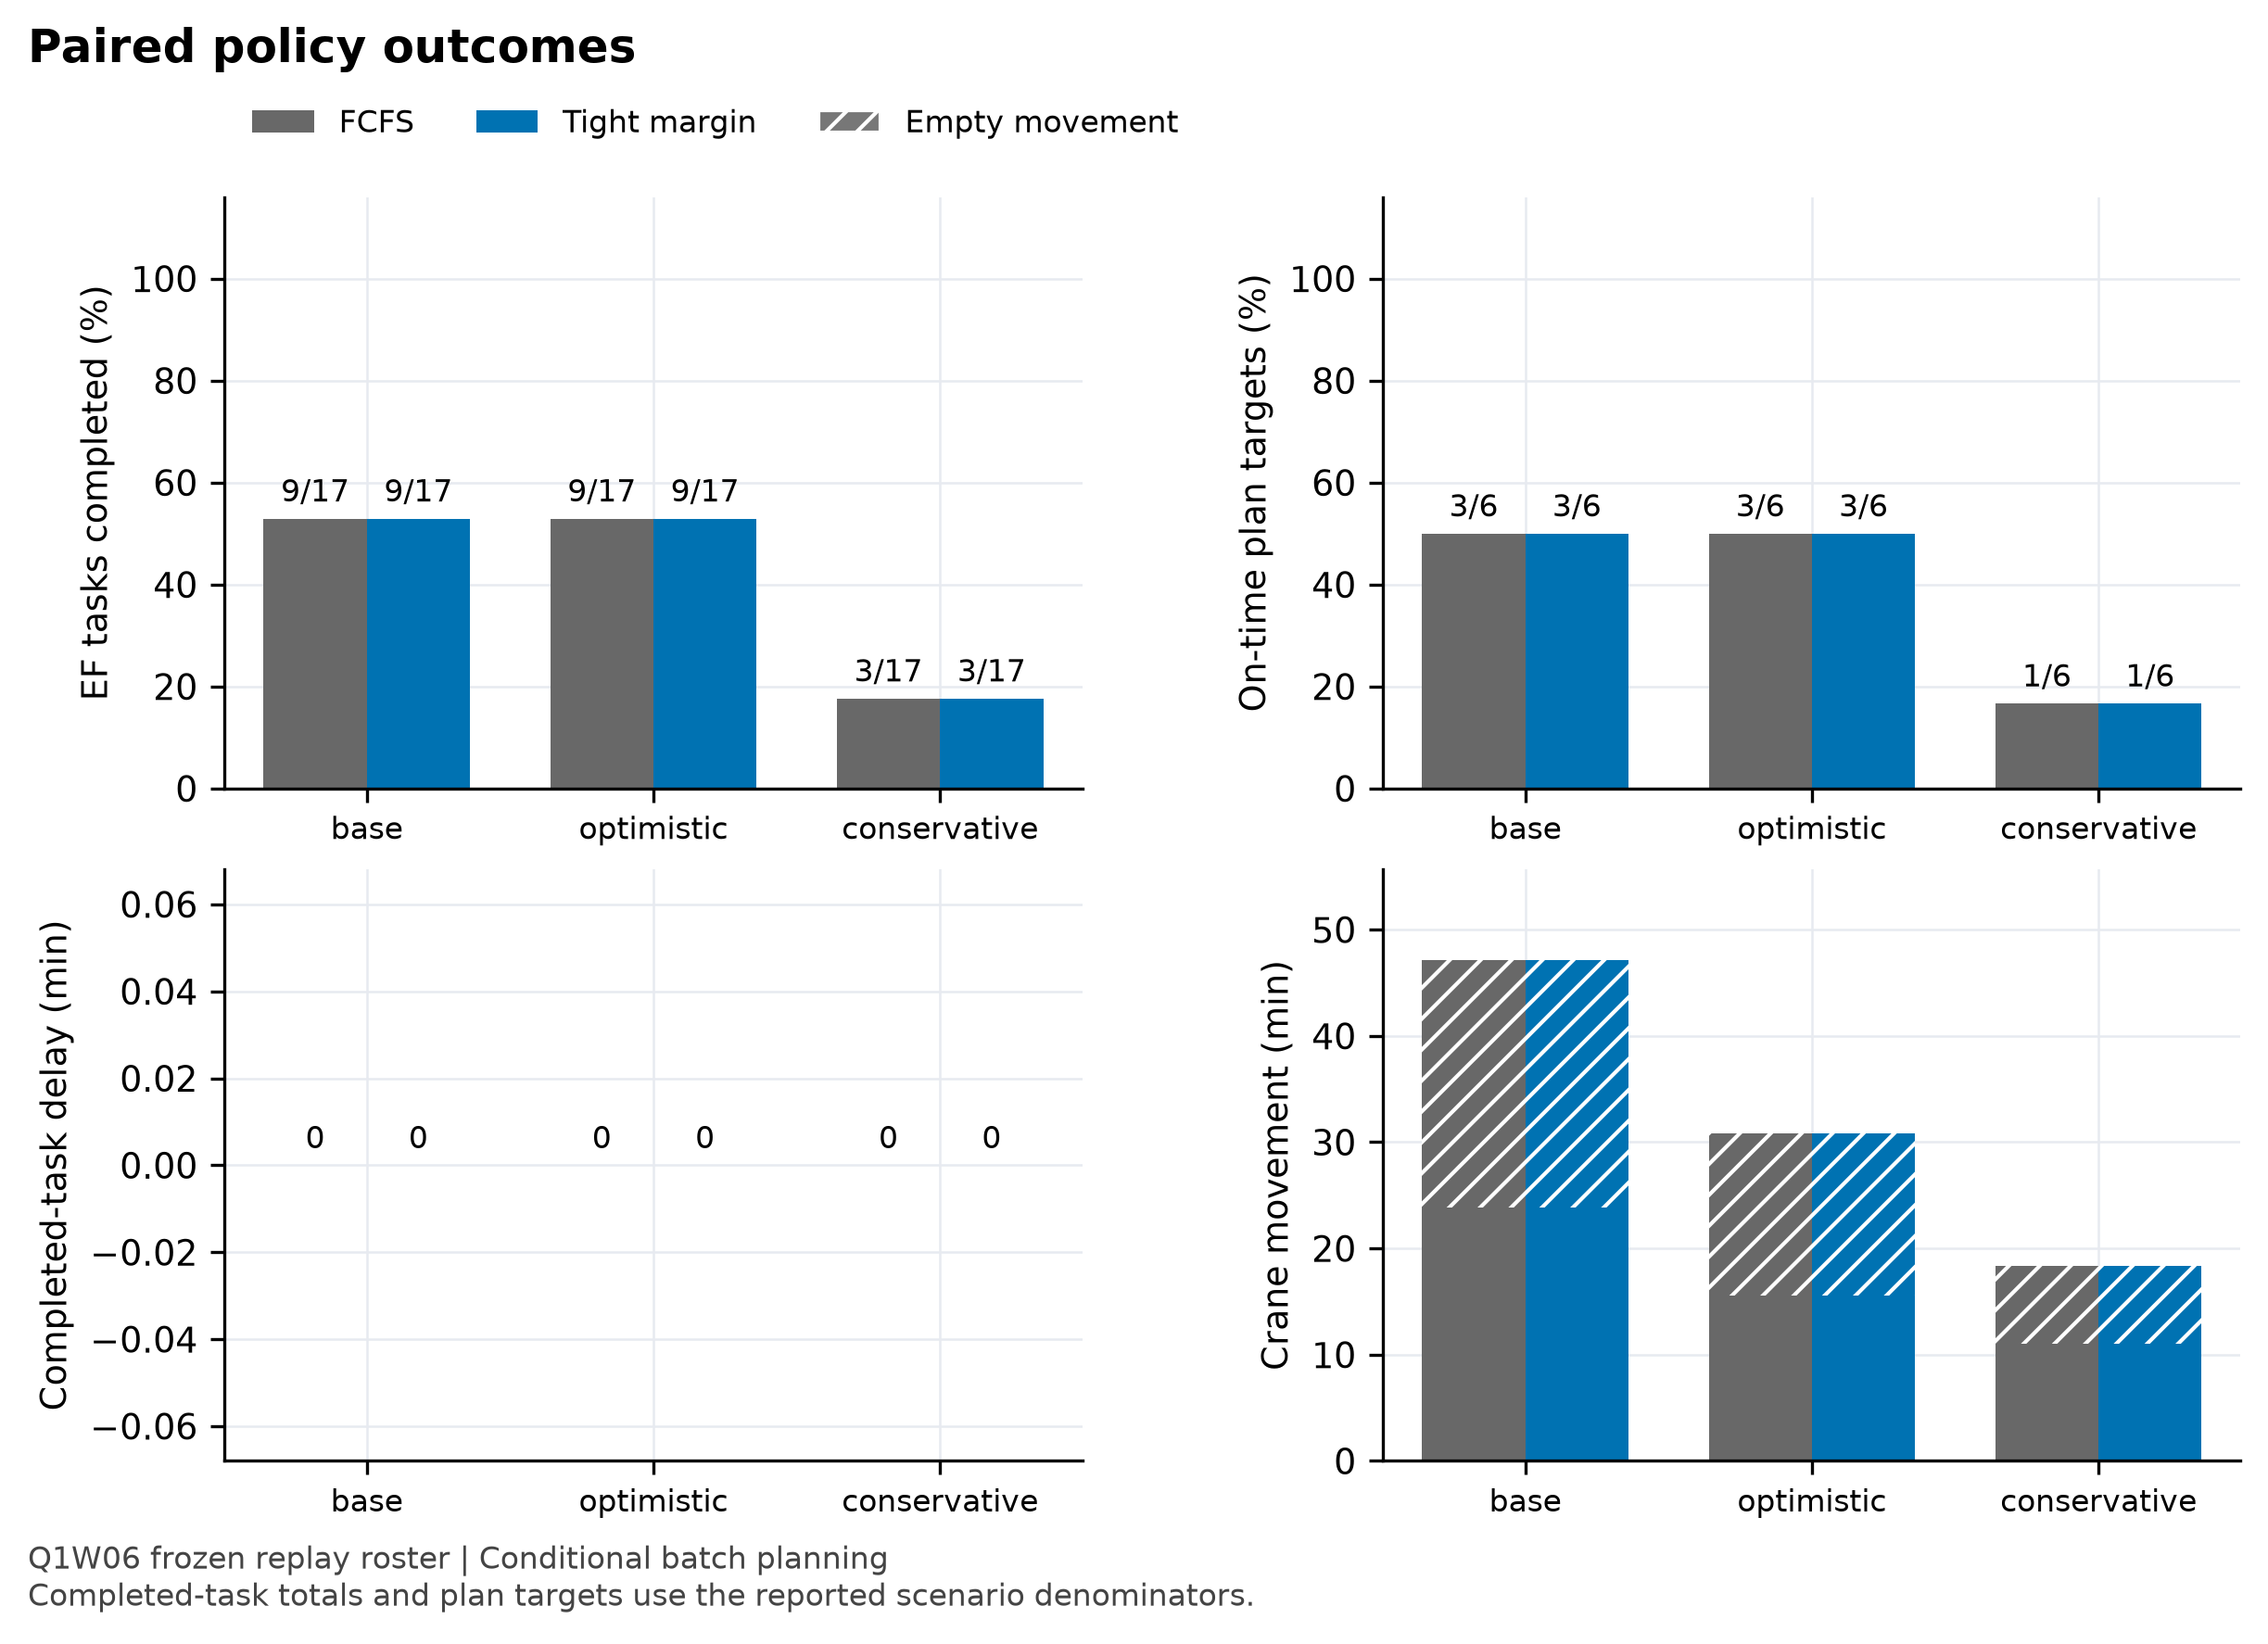 Paired policy outcomes
FCFS
Tight margin
Empty movement
EF tasks completed (%)
100
80
60
40
20
0
9/17
9/17
9/17
9/17
3/17
3/17
base
optimistic
conservative
On-time plan targets (%)
100
80
60
40
20
0
3/6
3/6
3/6
3/6
1/6
1/6
base
optimistic
conservative
Completed-task delay (min)
0.06
0.04
0.02
0.00
−0.02
−0.04
−0.06
0
0
0
0
0
0
base
optimistic
conservative
Crane movement (min)
50
40
30
20
10
0
base
optimistic
conservative
Q1W06 frozen replay roster | Conditional batch planning
Completed-task totals and plan targets use the reported scenario denominators.